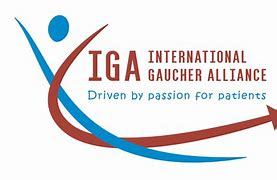 IGA INTERNATIONAL
GAUCHER ALLIANCE
Driven by passion for patients